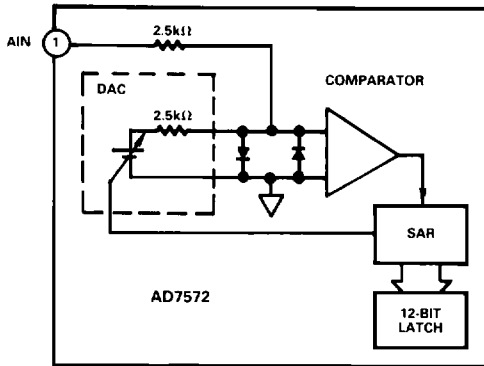 AIN
1
2.5kΩ
COMPARATOR
DAC
2.5kΩ
SAR
AD7572
12-BIT
LATCH